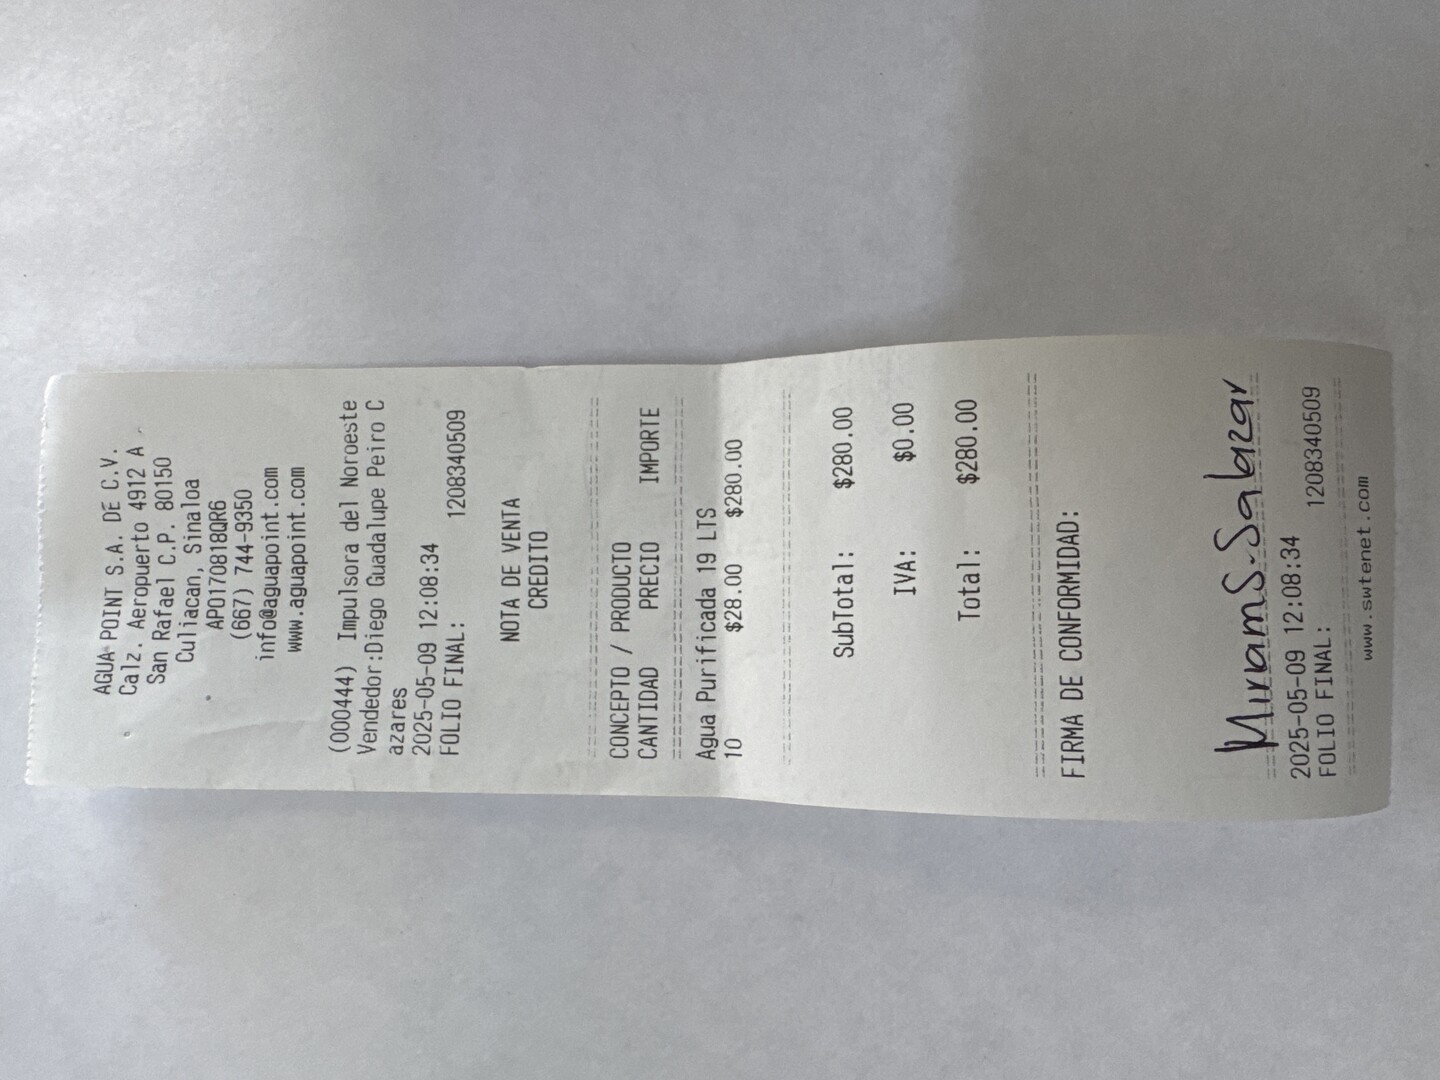 AGUA POINT S.A. DE C.V.
Calz. Aeropuerto 4912 A
San Rafael C.P. 80150
Culiacan, Sinaloa
APO170818QR6
(667) 744-9350
info@aguapoint.com
www.aguapoint.com
(000444) Impulsora del Noroeste
Vendedor:Diego Guadalupe Peiro C
azares
2025-05-09 12:08:34
FOLIO FINAL: 1208340509
NOTA DE VENTA
CREDITO
CONCEPTO / PRODUCTO
CANTIDAD PRECIO IMPORTE
Agua Purificada 19 LTS
10 $28.00 $280.00
SubTotal: $280.00
IVA: $0.00
Total: $280.00
FIRMA DE CONFORMIDAD:
Miriam S. Salazar
2025-05-09 12:08:34
FOLIO FINAL: 1208340509
www.swtenet.com